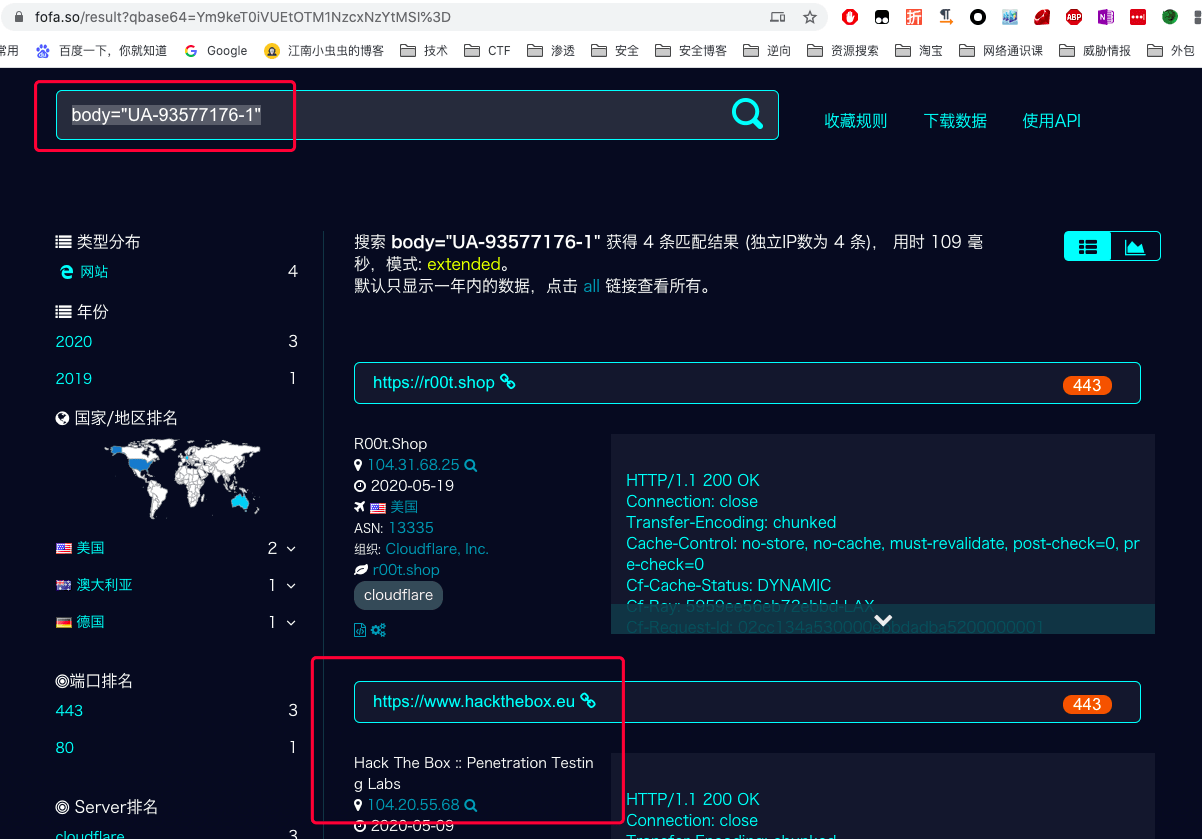 fofa.so/result?qbase64=Ym9keT0iVUEtOTM1NzcxNzYtMSI%3D
常用 百度一下，你就知道 Google 江南小虫虫的博客 技术 CTF 渗透 安全 安全博客 逆向 资源搜索 淘宝 网络通识课 威胁情报 外包
body="UA-93577176-1"
收藏规则 下载数据 使用API
类型分布
网站 4
年份
2020 3
2019 1
国家/地区排名
美国 2
澳大利亚 1
德国 1
端口排名
443 3
80 1
Server排名
cloudflare 3
搜索 body="UA-93577176-1" 获得 4 条匹配结果 (独立IP数为 4 条)， 用时 109 毫
秒，模式: extended。
默认只显示一年内的数据，点击 all 链接查看所有。
https://r00t.shop 443
R00t.Shop
104.31.68.25
2020-05-19
美国
ASN: 13335
组织: Cloudflare, Inc.
r00t.shop
cloudflare
HTTP/1.1 200 OK
Connection: close
Transfer-Encoding: chunked
Cache-Control: no-store, no-cache, must-revalidate, post-check=0, pr
e-check=0
Cf-Cache-Status: DYNAMIC
https://www.hackthebox.eu 443
Hack The Box :: Penetration Testin
g Labs
104.20.55.68
2020-05-09
HTTP/1.1 200 OK
Connection: close
Transfer-Encoding: chunked